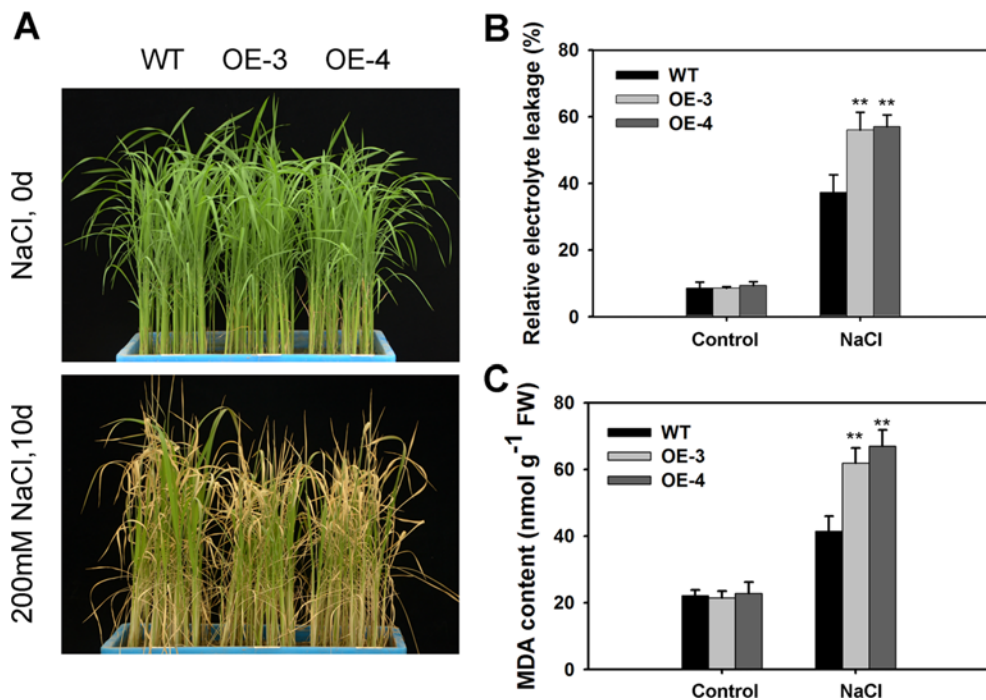 A
WT OE-3 OE-4
NaCl, 0d
200mM NaCl,10d
B
Relative electrolyte leakage (%)
80
60
40
20
0
WT
OE-3
OE-4
** **
Control NaCl
C
MDA content (nmol g⁻¹ FW)
80
60
40
20
0
WT
OE-3
OE-4
** **
Control NaCl